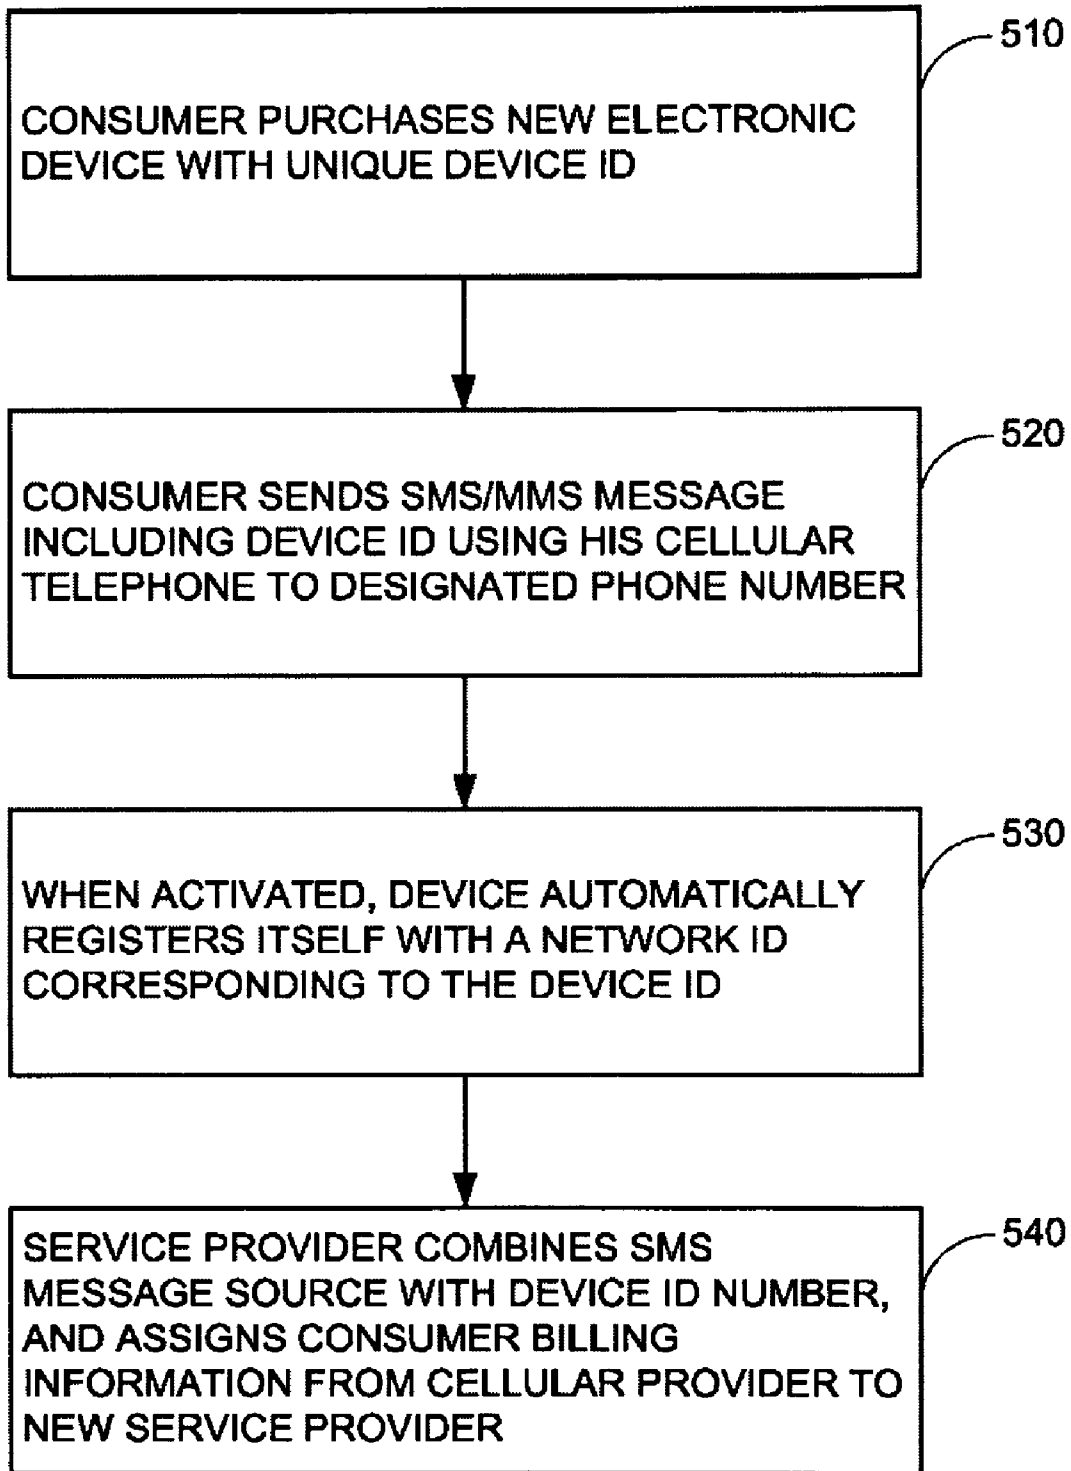 510
CONSUMER PURCHASES NEW ELECTRONIC
DEVICE WITH UNIQUE DEVICE ID
520
CONSUMER SENDS SMS/MMS MESSAGE
INCLUDING DEVICE ID USING HIS CELLULAR
TELEPHONE TO DESIGNATED PHONE NUMBER
530
WHEN ACTIVATED, DEVICE AUTOMATICALLY
REGISTERS ITSELF WITH A NETWORK ID
CORRESPONDING TO THE DEVICE ID
540
SERVICE PROVIDER COMBINES SMS
MESSAGE SOURCE WITH DEVICE ID NUMBER,
AND ASSIGNS CONSUMER BILLING
INFORMATION FROM CELLULAR PROVIDER TO
NEW SERVICE PROVIDER